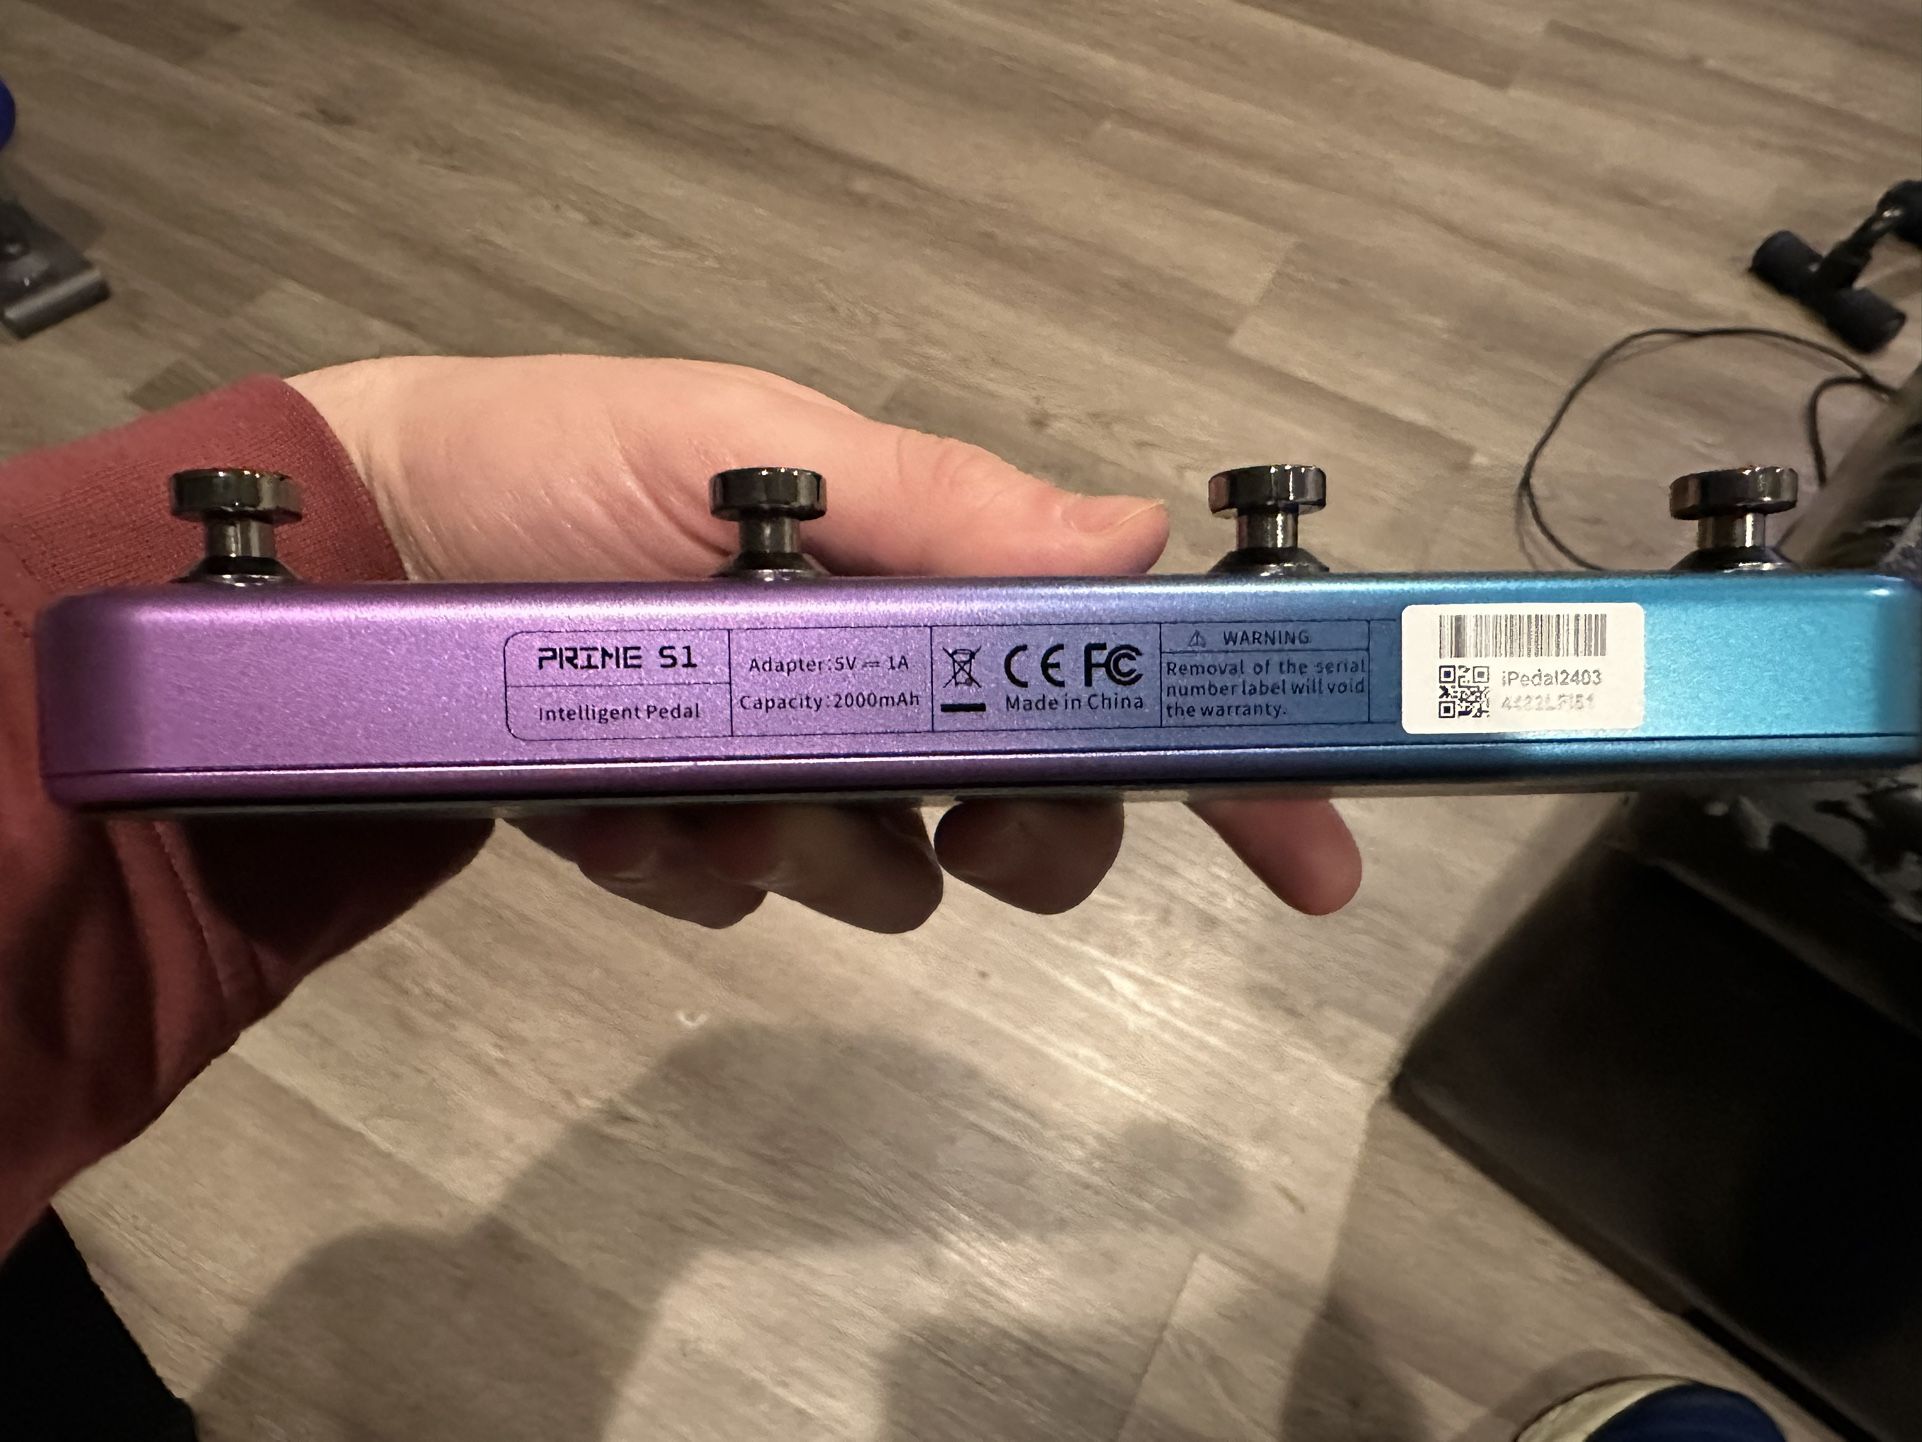 PRIME S1
Intelligent Pedal
Adapter:5V⎓1A
Capacity:2000mAh
CE FC
Made in China
⚠ WARNING
Removal of the serial
number label will void
the warranty.
iPedal2403